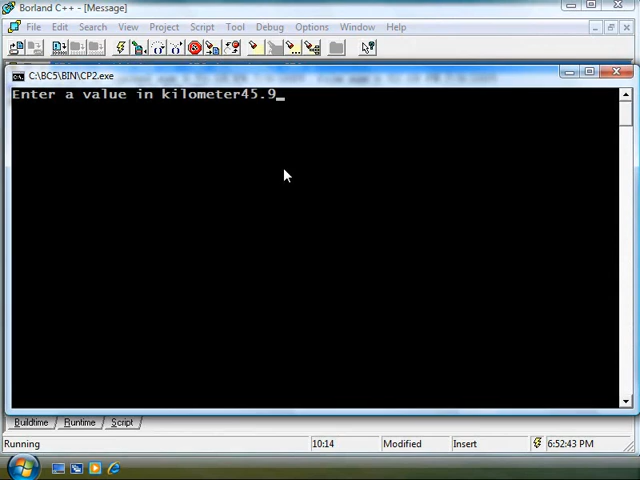 Borland C++ - [Message]
File Edit Search View Project Script Tool Debug Options Window Help
C:\BC5\BIN\CP2.exe
Enter a value in kilometer45.9_
Buildtime Runtime Script
Running 10:14 Modified Insert 6:52:43 PM